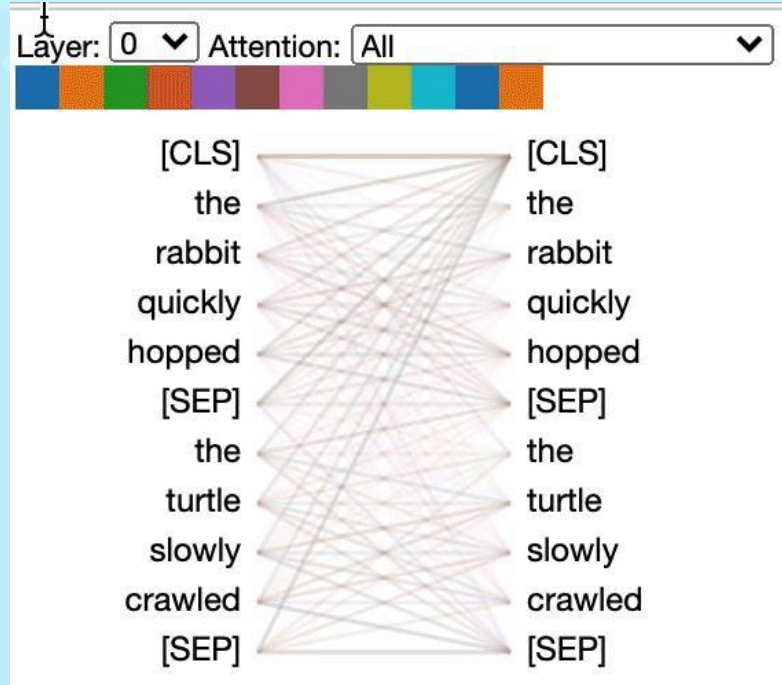 Layer: 0 Attention: All
[CLS] [CLS]
the the
rabbit rabbit
quickly quickly
hopped hopped
[SEP] [SEP]
the the
turtle turtle
slowly slowly
crawled crawled
[SEP] [SEP]